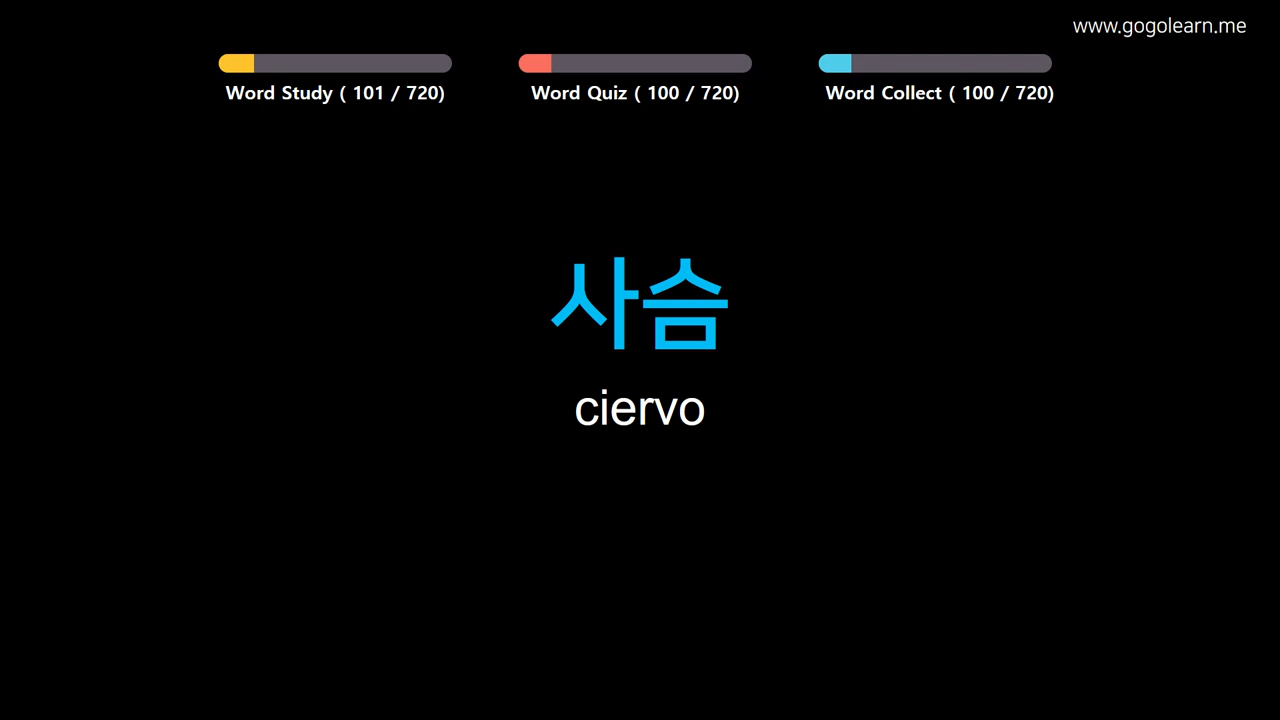 www.gogolearn.me
Word Study ( 101 / 720)
Word Quiz ( 100 / 720)
Word Collect ( 100 / 720)
사슴
ciervo